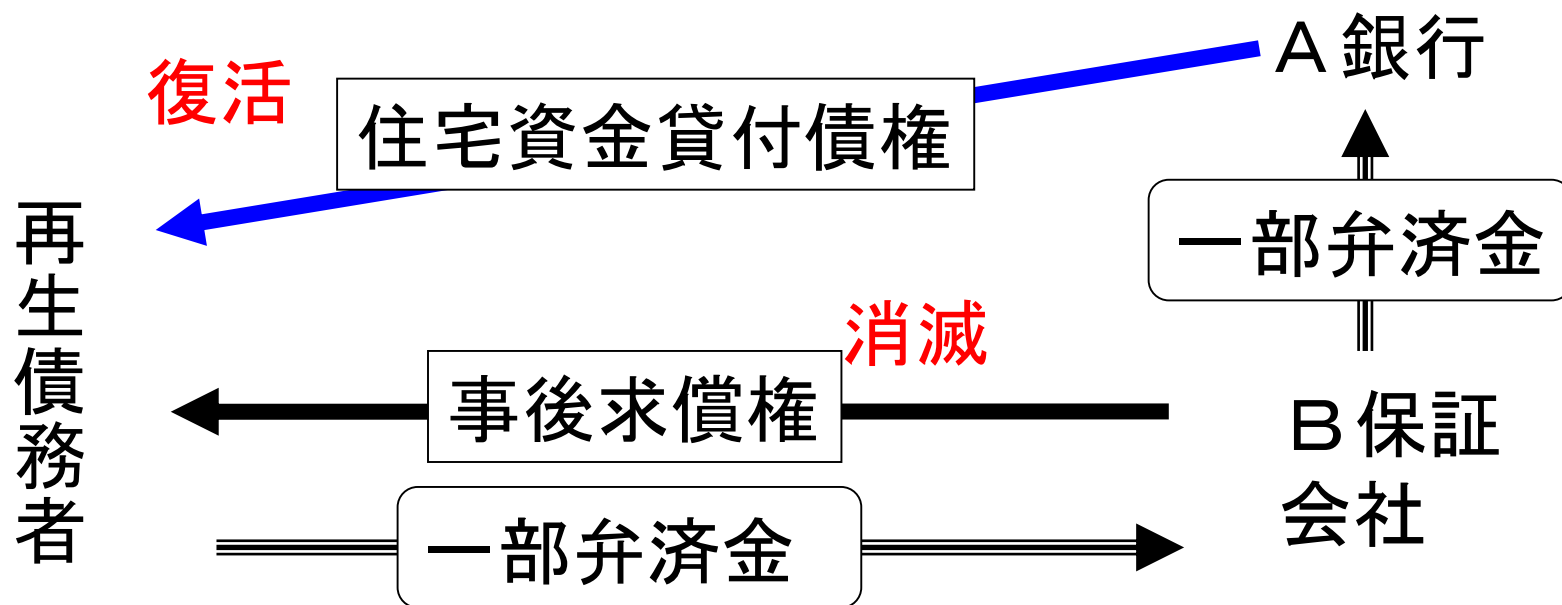 Ａ銀行
復活
住宅資金貸付債権
一部弁済金
再生債務者
消滅
事後求償権
Ｂ保証
会社
一部弁済金